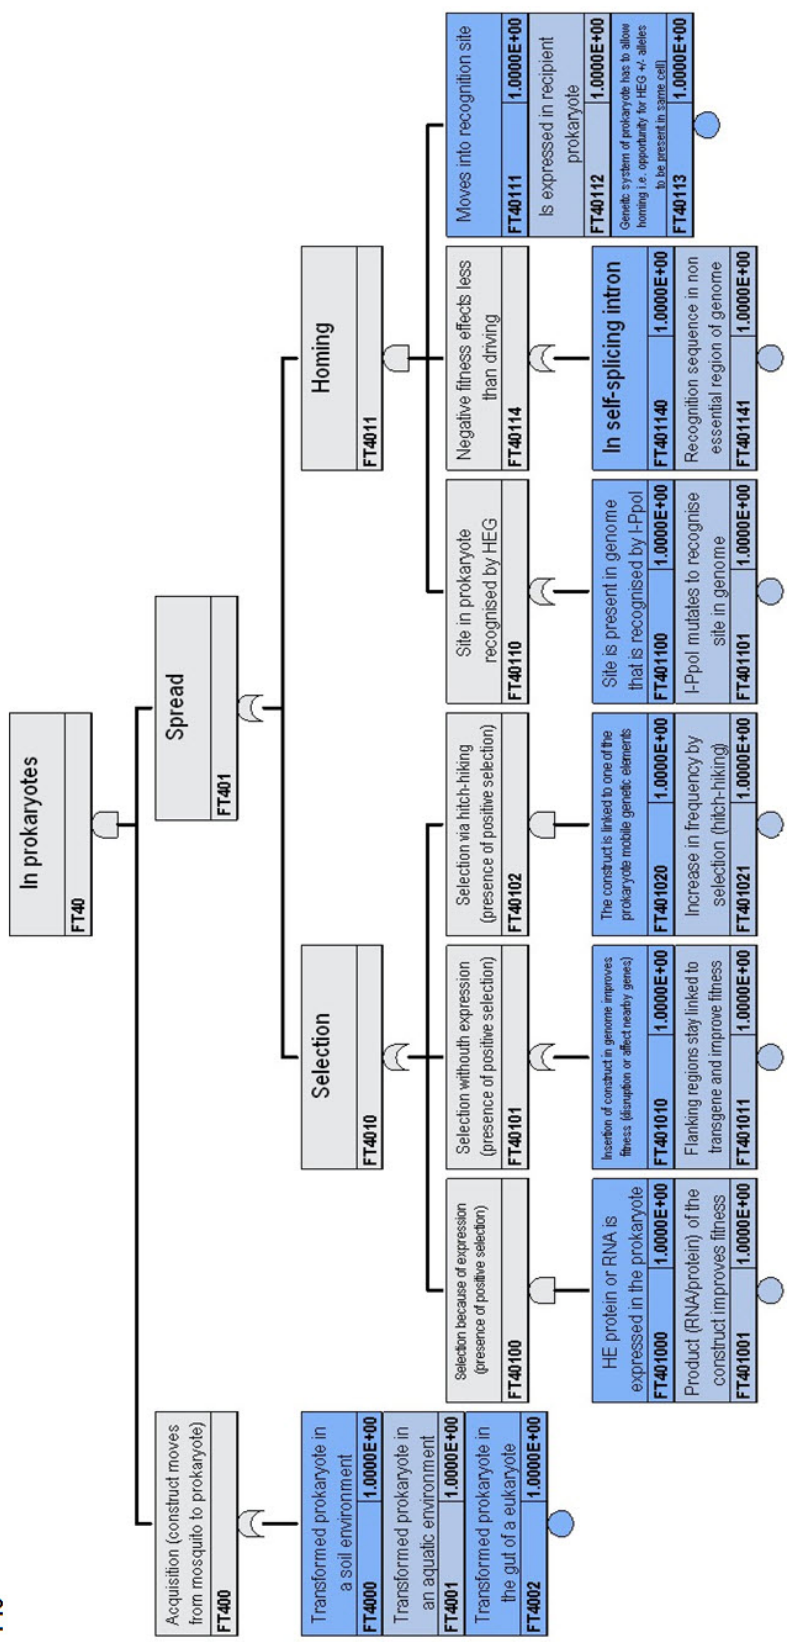 In prokaryotes
FT40
Acquisition (construct moves
from mosquito to prokaryote)
FT400
Spread
FT401
Transformed prokaryote in
a soil environment
FT4000 1.0000E+00
Transformed prokaryote in
an aquatic environment
FT4001 1.0000E+00
Transformed prokaryote in
the gut of a eukaryote
FT4002 1.0000E+00
Selection
FT4010
Homing
FT4011
Selection because of expression
(presence of positive selection)
FT40100
Selection withouth expression
(presence of positive selection)
FT40101
Selection via hitch-hiking
(presence of positive selection)
FT40102
Site in prokaryote
recognised by HEG
FT40110
Negative fitness effects less
than driving
FT40114
Moves into recognition site
FT40111 1.0000E+00
Is expressed in recipient
prokaryote
FT40112 1.0000E+00
Geneitc system of prokaryote has to allow
homing i.e. opportunity for HEG +/- alleles
to be present in same cell)
FT40113 1.0000E+00
HE protein or RNA is
expressed in the prokaryote
FT401000 1.0000E+00
Product (RNA/protein) of the
construct improves fitness
FT401001 1.0000E+00
Insertion of construct in genome improves
fitness (disruption or affect nearby genes)
FT401010 1.0000E+00
Flanking regions stay linked to
transgene and improve fitness
FT401011 1.0000E+00
The construct is linked to one of the
prokaryote mobile genetic elements
FT401020 1.0000E+00
Increase in frequency by
selection (hitch-hiking)
FT401021 1.0000E+00
Site is present in genome
that is recognised by I-PpoI
FT401100 1.0000E+00
I-PpoI mutates to recognise
site in genome
FT401101 1.0000E+00
In self-splicing intron
FT401140 1.0000E+00
Recognition sequence in non
essential region of genome
FT401141 1.0000E+00